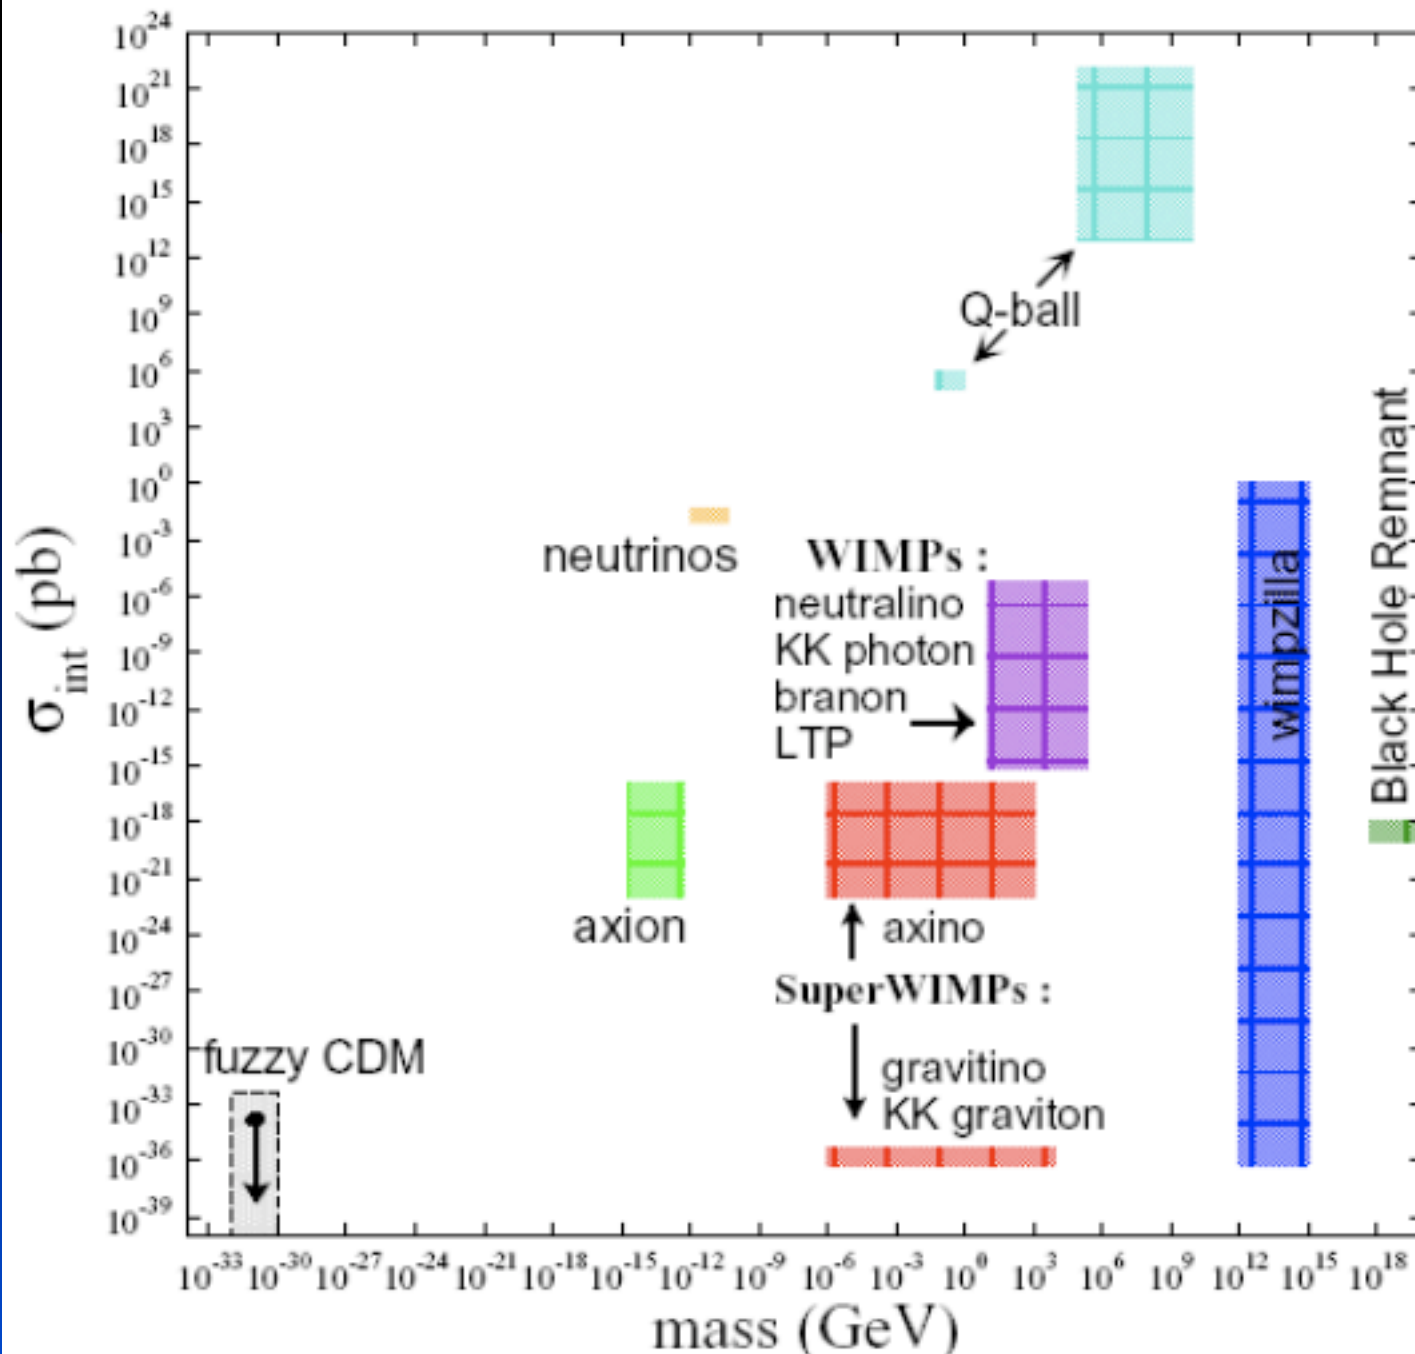 10^24
10^21
10^18
10^15
10^12
10^9
10^6
10^3
10^0
10^-3
10^-6
10^-9
10^-12
10^-15
10^-18
10^-21
10^-24
10^-27
10^-30
10^-33
10^-36
10^-39
σ_int (pb)
Q-ball
neutrinos
WIMPs :
neutralino
KK photon
branon
LTP
wimpzilla
Black Hole Remnant
axion
axino
SuperWIMPs :
gravitino
KK graviton
fuzzy CDM
10^-33 10^-30 10^-27 10^-24 10^-21 10^-18 10^-15 10^-12 10^-9 10^-6 10^-3 10^0 10^3 10^6 10^9 10^12 10^15 10^18
mass (GeV)